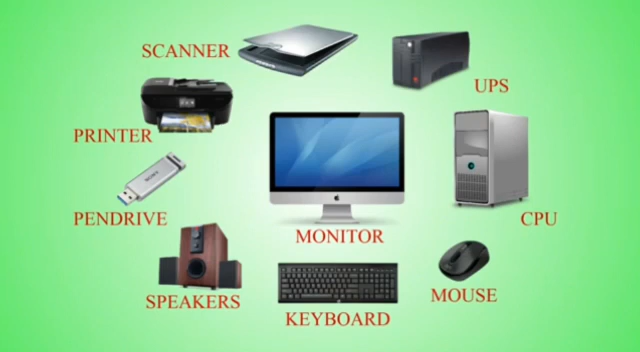 SCANNER
UPS
PRINTER
PENDRIVE
CPU
MONITOR
SPEAKERS
MOUSE
KEYBOARD